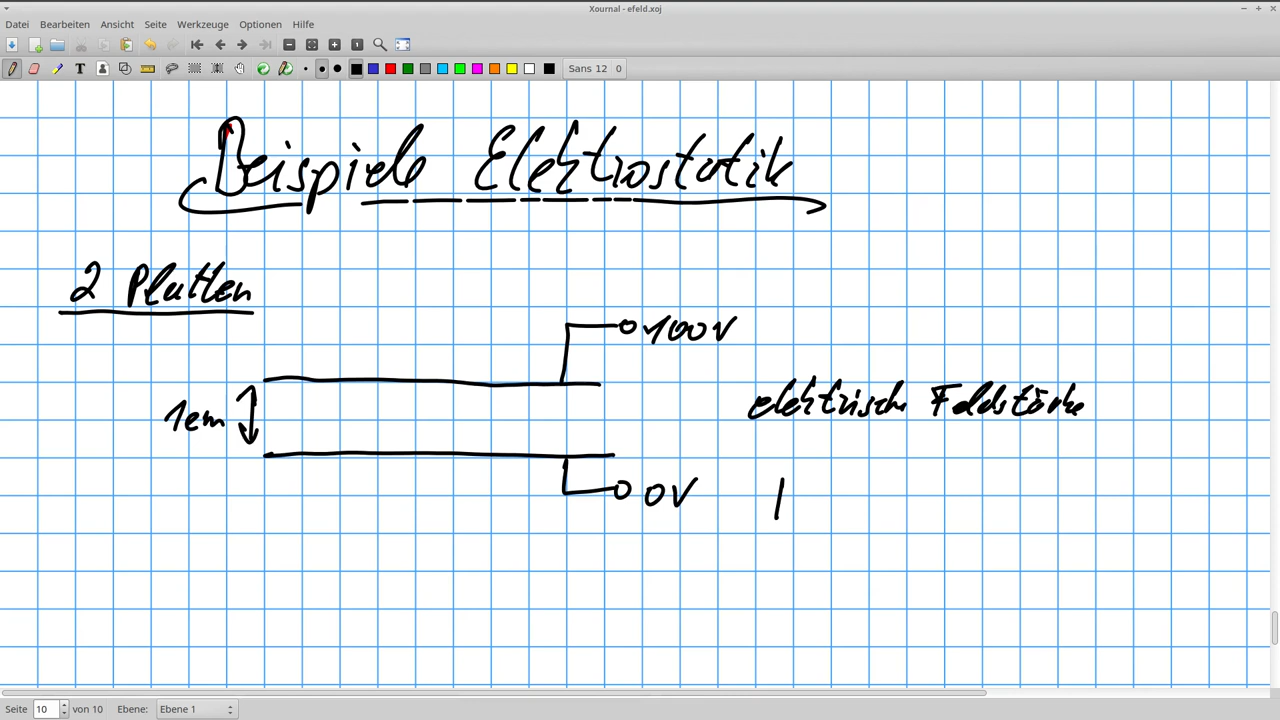 Xournal - efeld.xoj
Datei Bearbeiten Ansicht Seite Werkzeuge Optionen Hilfe
Sans 12 0
Beispiele Elektrostatik
2 Platten
100V
1cm
elektrische Feldstärke
0V
Seite 10 von 10 Ebene: Ebene 1